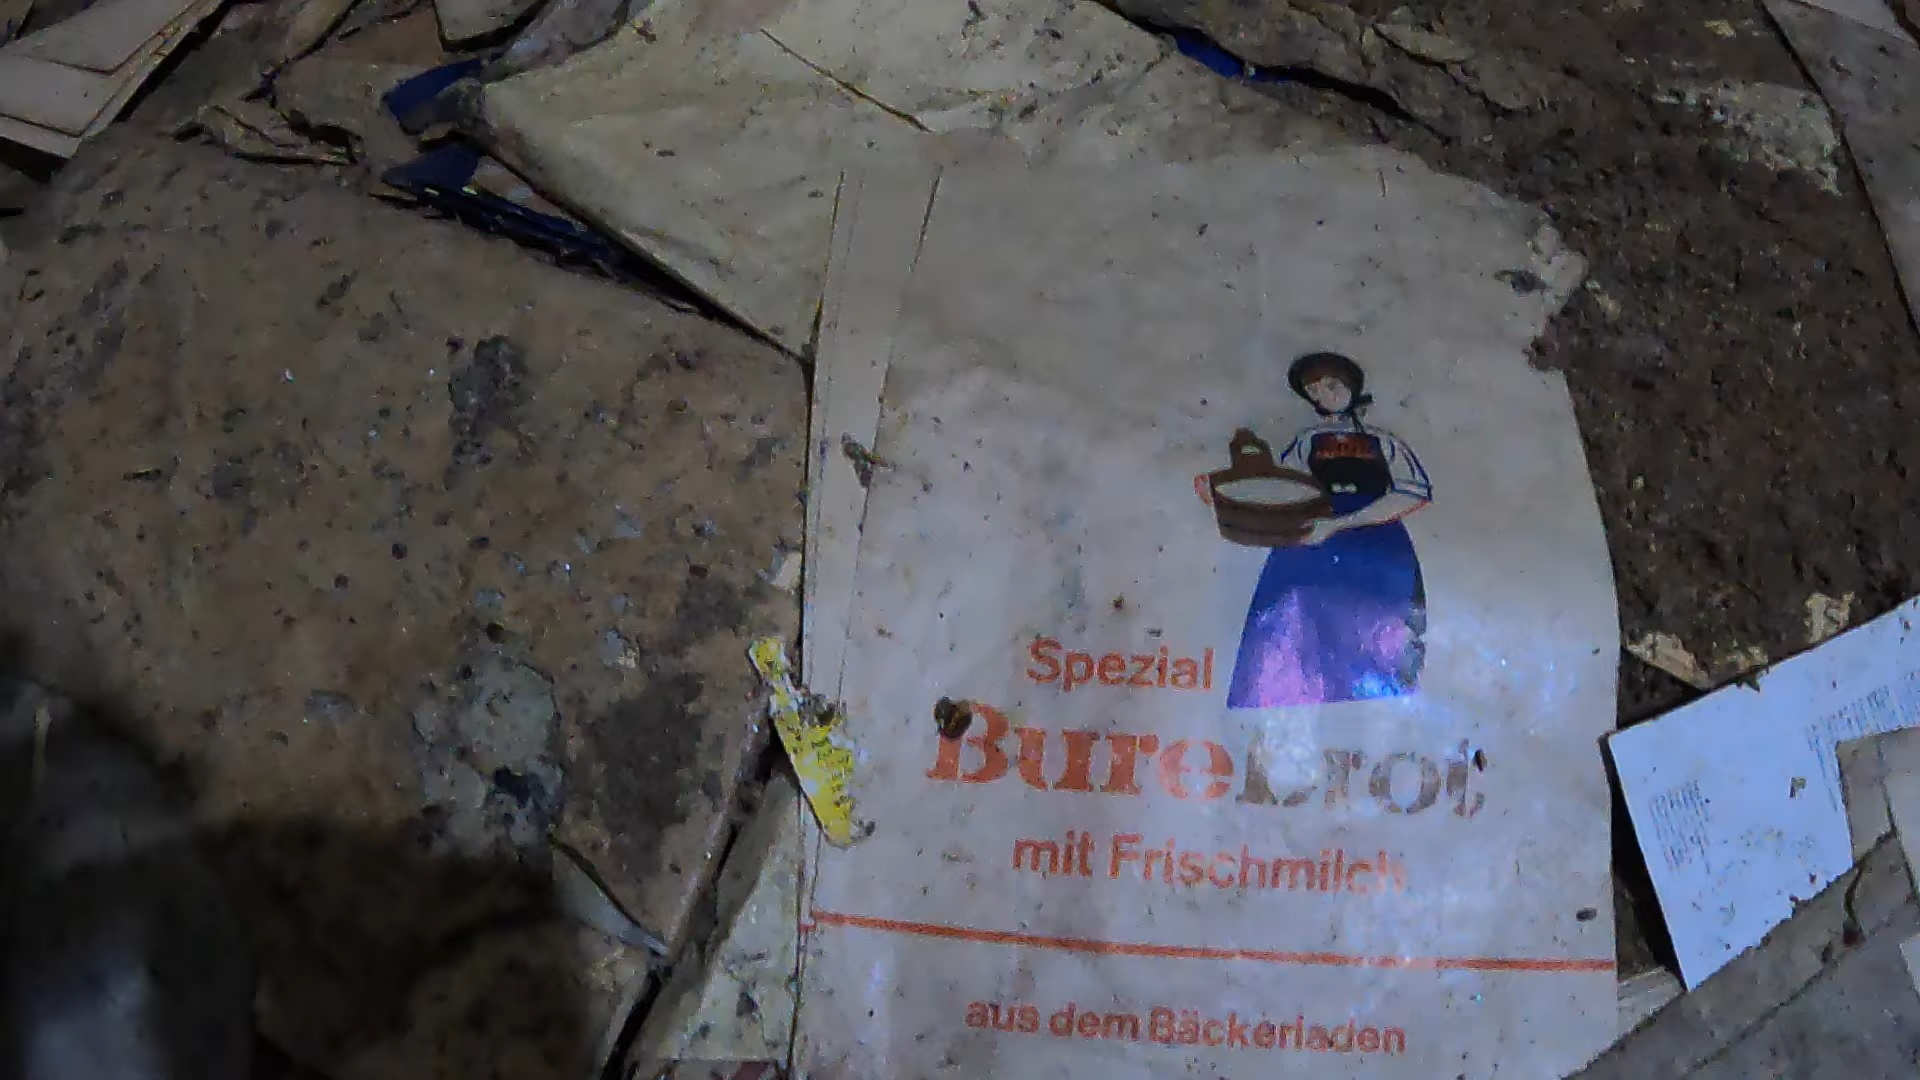 Spezial
Burebrot
mit Frischmilch
aus dem Bäckerladen